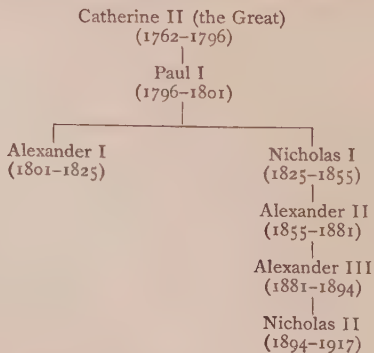 Catherine II (the Great)
(1762–1796)
Paul I
(1796–1801)
Alexander I
(1801–1825)
Nicholas I
(1825–1855)
Alexander II
(1855–1881)
Alexander III
(1881–1894)
Nicholas II
(1894–1917)